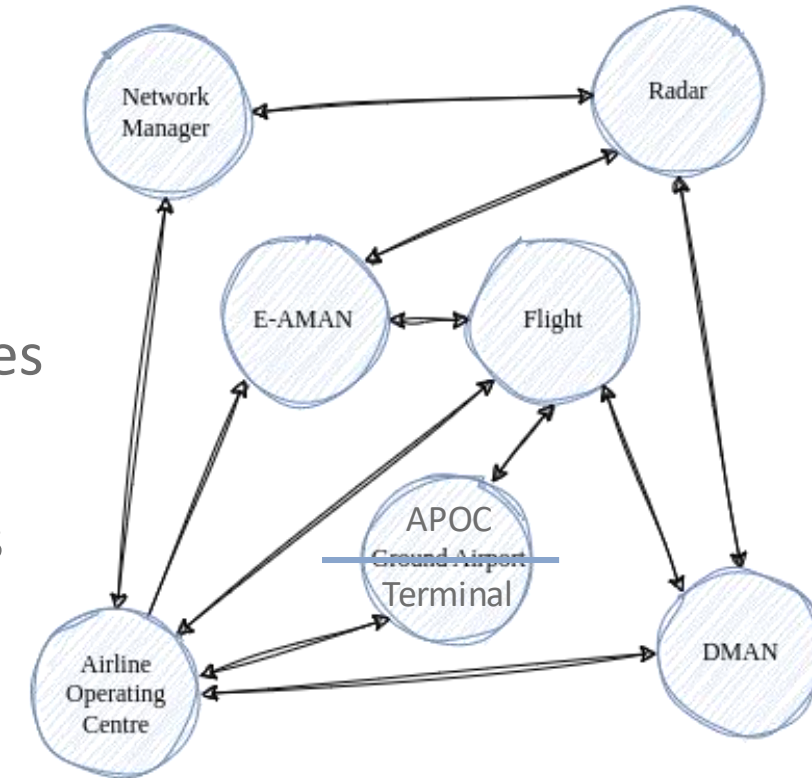 Network
Manager
Radar
E-AMAN
Flight
es
s
APOC
Ground Airport
Terminal
Airline
Operating
Centre
DMAN